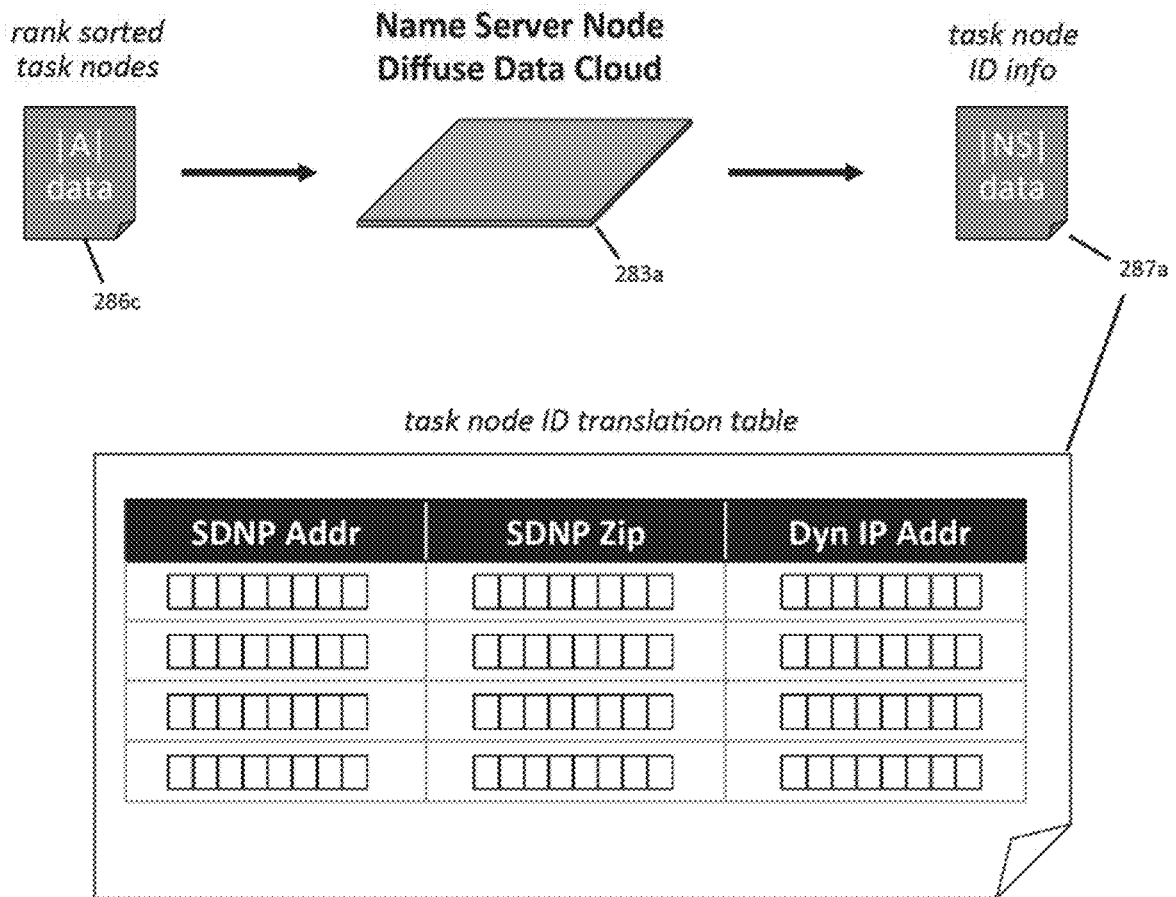 rank sorted
task nodes
Name Server Node
Diffuse Data Cloud
task node
ID info
|A|
data
|NS|
data
286c
283a
287a
task node ID translation table
SDNP Addr
SDNP Zip
Dyn IP Addr